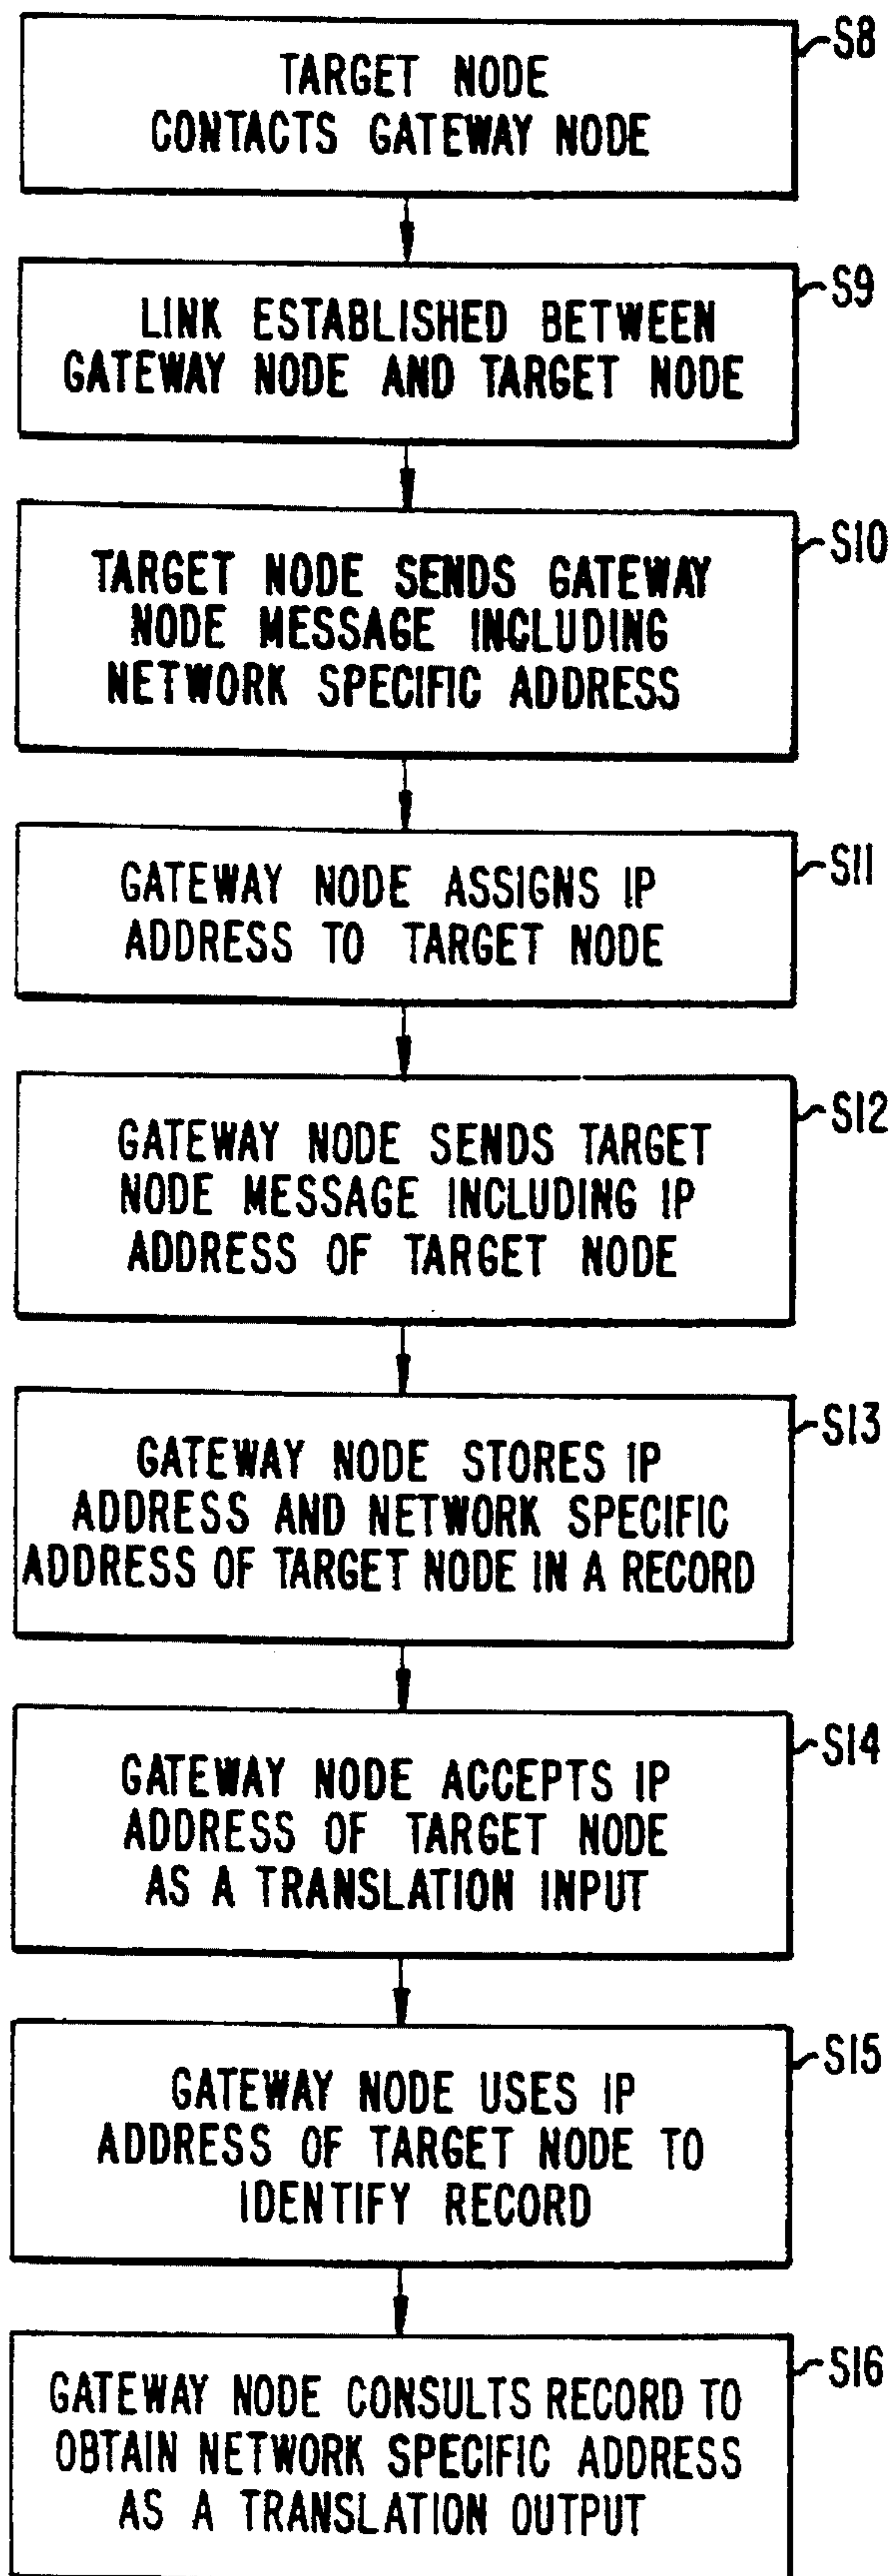 S8
TARGET NODE
CONTACTS GATEWAY NODE
S9
LINK ESTABLISHED BETWEEN
GATEWAY NODE AND TARGET NODE
S10
TARGET NODE SENDS GATEWAY
NODE MESSAGE INCLUDING
NETWORK SPECIFIC ADDRESS
S11
GATEWAY NODE ASSIGNS IP
ADDRESS TO TARGET NODE
S12
GATEWAY NODE SENDS TARGET
NODE MESSAGE INCLUDING IP
ADDRESS OF TARGET NODE
S13
GATEWAY NODE STORES IP
ADDRESS AND NETWORK SPECIFIC
ADDRESS OF TARGET NODE IN A RECORD
S14
GATEWAY NODE ACCEPTS IP
ADDRESS OF TARGET NODE
AS A TRANSLATION INPUT
S15
GATEWAY NODE USES IP
ADDRESS OF TARGET NODE TO
IDENTIFY RECORD
S16
GATEWAY NODE CONSULTS RECORD TO
OBTAIN NETWORK SPECIFIC ADDRESS
AS A TRANSLATION OUTPUT